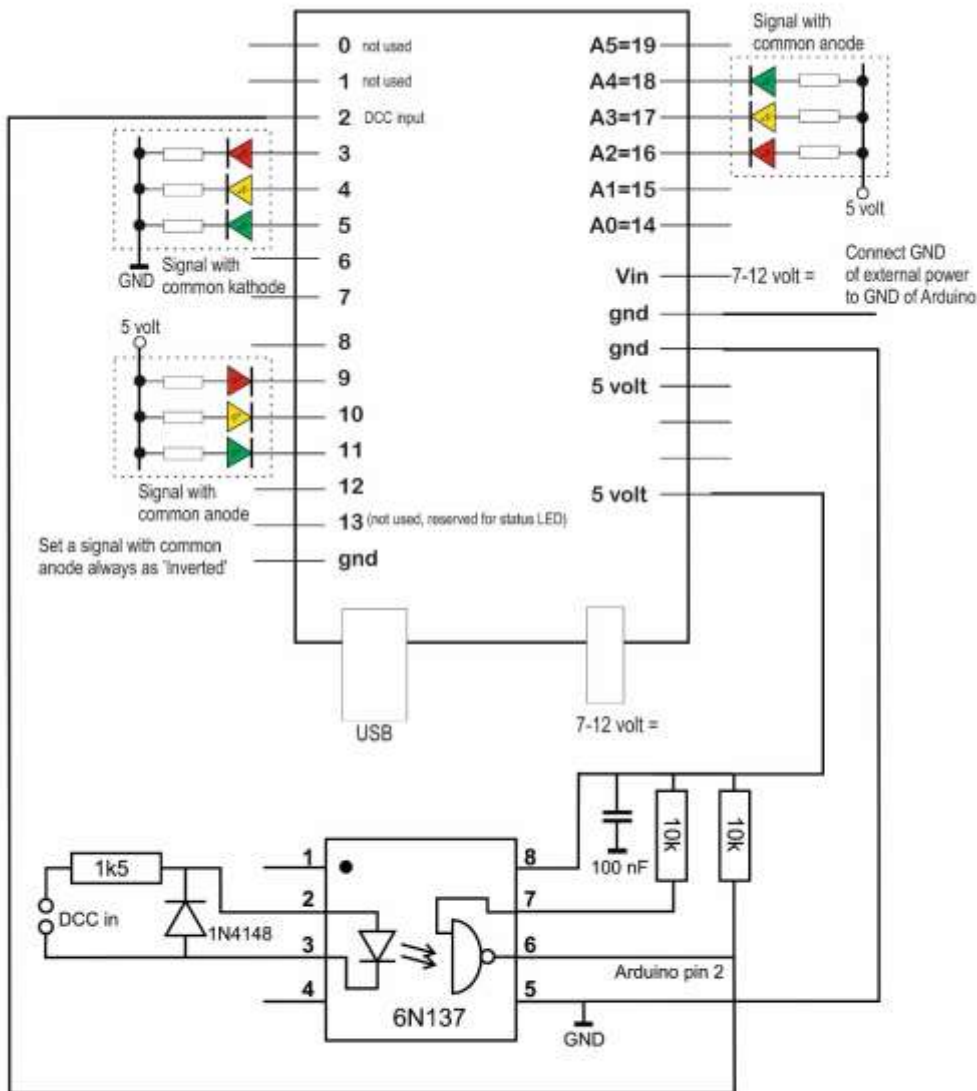 0 not used
1 not used
2 DCC input
3
4
5
6
7
8
9
10
11
12
13 (not used, reserved for status LED)
gnd
A5=19
A4=18
A3=17
A2=16
A1=15
A0=14
Vin
gnd
gnd
5 volt
5 volt
Signal with
common anode
5 volt
7-12 volt =
Connect GND
of external power
to GND of Arduino
GND
Signal with
common kathode
5 volt
Signal with
common anode
Set a signal with common
anode always as 'Inverted'
USB
7-12 volt =
1k5
DCC in
1N4148
1
2
3
4
8
7
6
5
6N137
100 nF
10k
10k
Arduino pin 2
GND